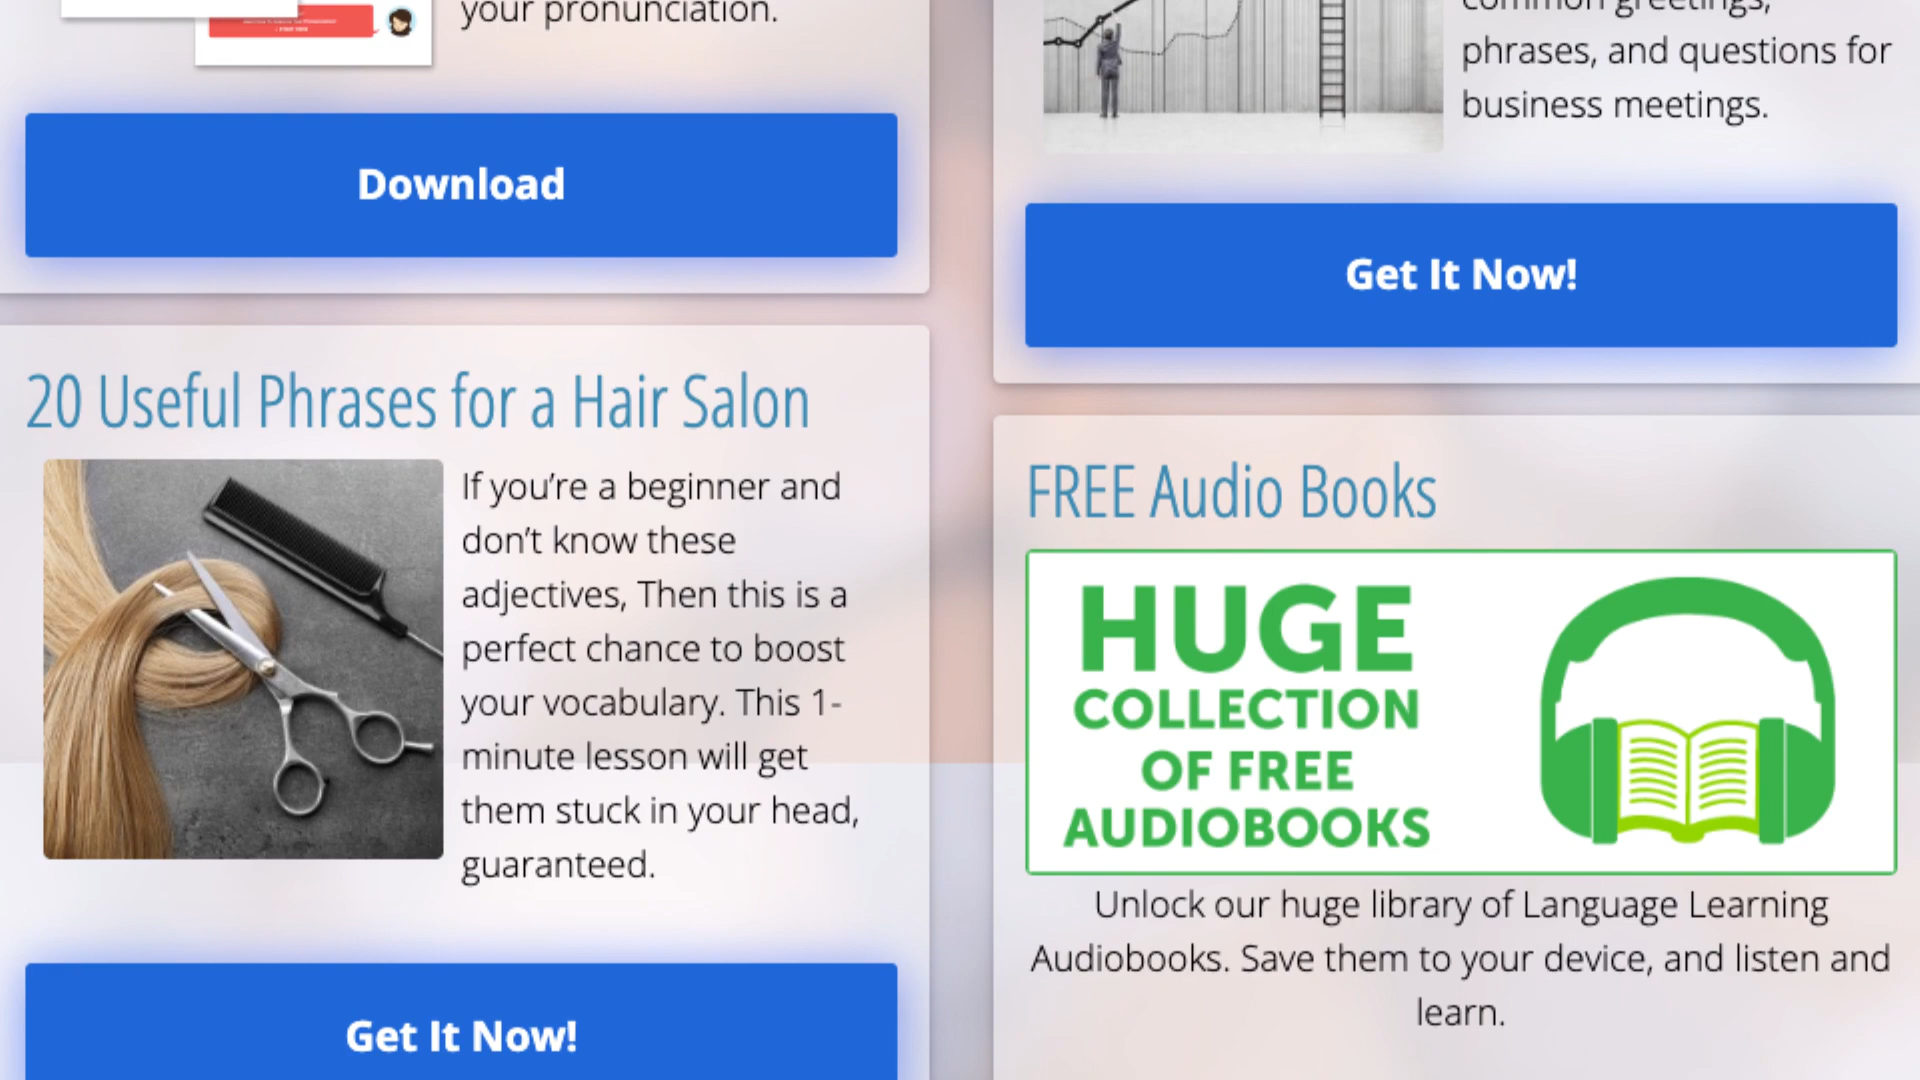 your pronunciation.
Download
20 Useful Phrases for a Hair Salon
If you’re a beginner and
don’t know these
adjectives, Then this is a
perfect chance to boost
your vocabulary. This 1-
minute lesson will get
them stuck in your head,
guaranteed.
Get It Now!
common greetings,
phrases, and questions for
business meetings.
Get It Now!
FREE Audio Books
HUGE
COLLECTION
OF FREE
AUDIOBOOKS
Unlock our huge library of Language Learning
Audiobooks. Save them to your device, and listen and
learn.